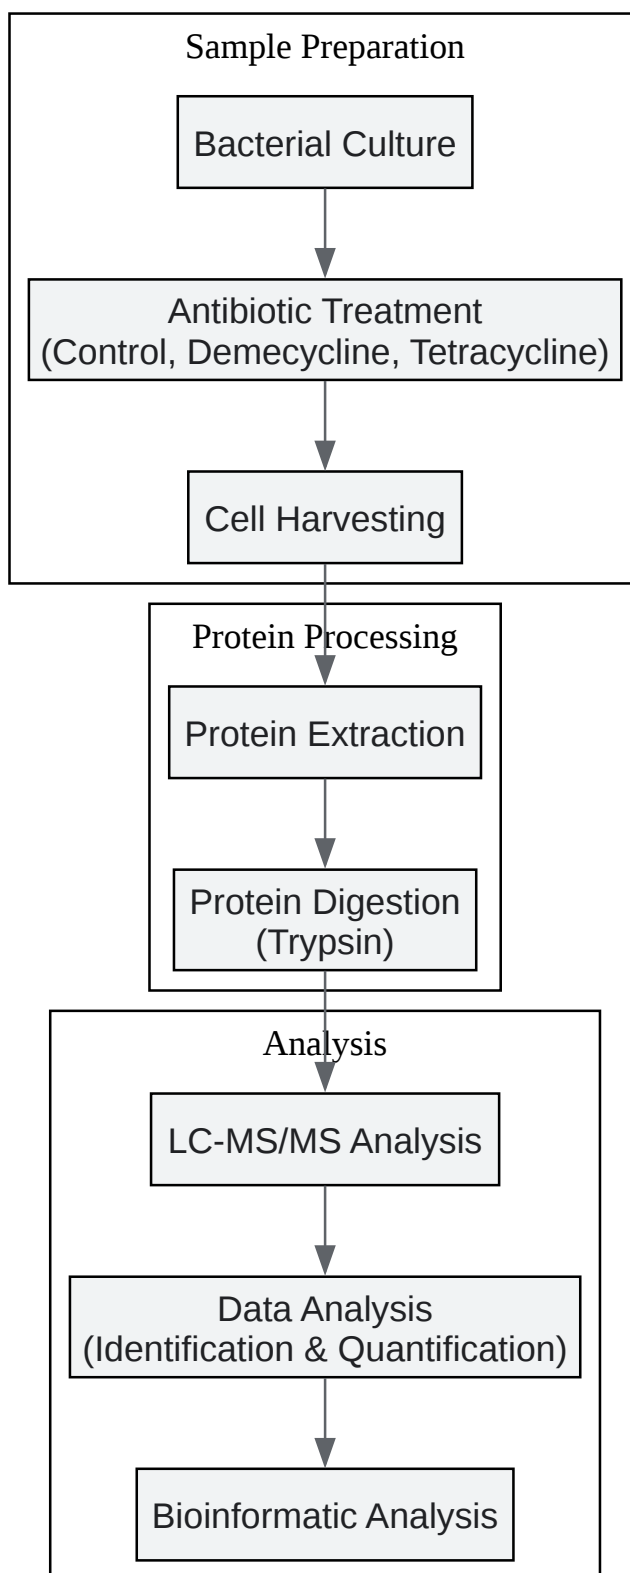 Sample Preparation
Bacterial Culture
Antibiotic Treatment
(Control, Demecycline, Tetracycline)
Cell Harvesting
Protein Processing
Protein Extraction
Protein Digestion
(Trypsin)
Analysis
LC-MS/MS Analysis
Data Analysis
(Identification & Quantification)
Bioinformatic Analysis